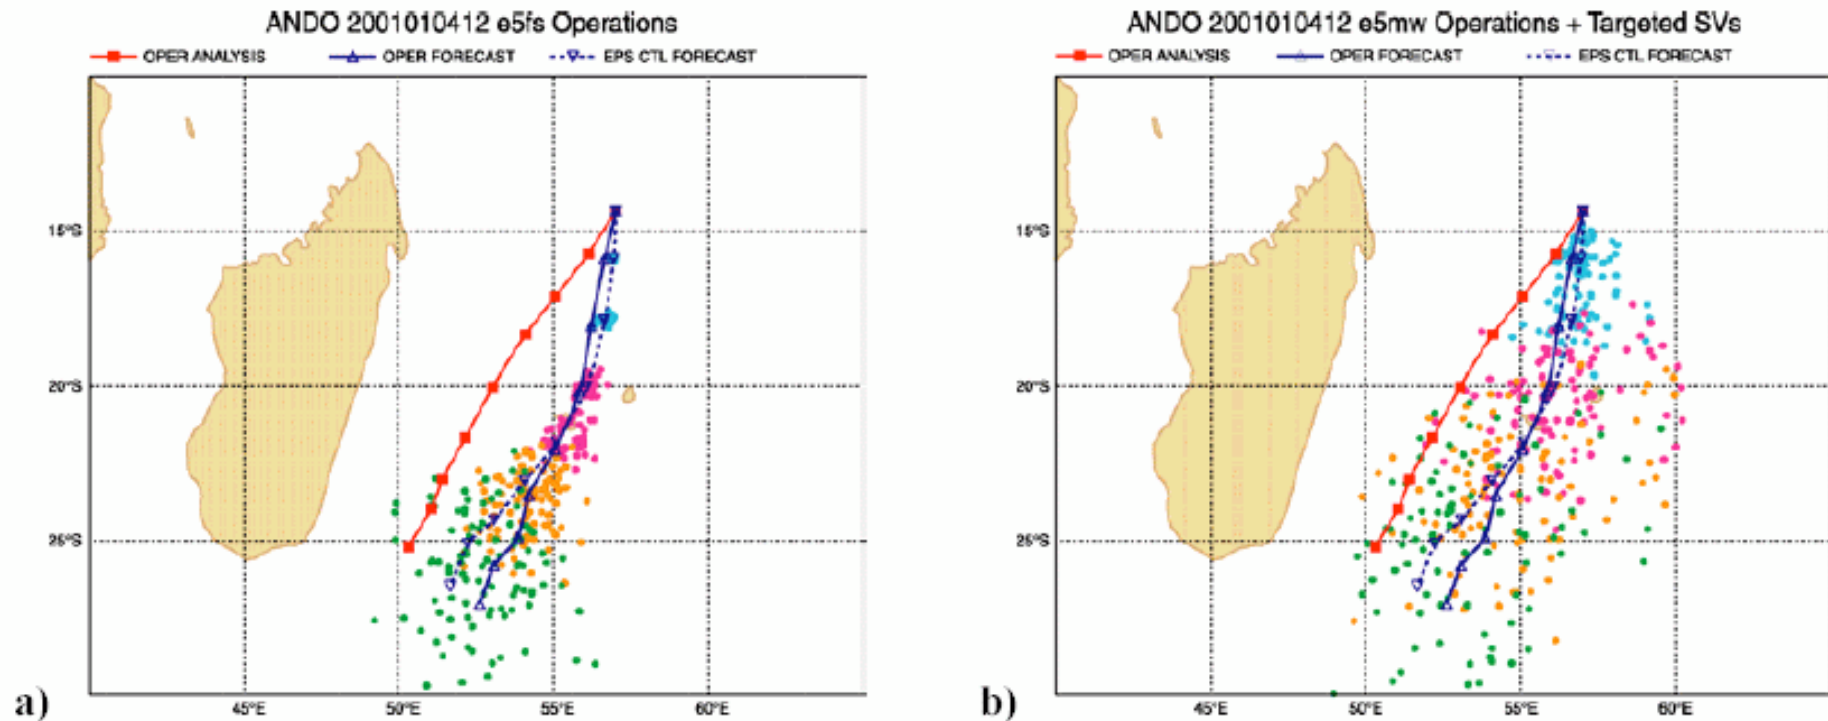 ANDO 2001010412 e5fs Operations
OPER ANALYSIS OPER FORECAST EPS CTL FORECAST
15°S
20°S
25°S
45°E 50°E 55°E 60°E
a)
ANDO 2001010412 e5mw Operations + Targeted SVs
OPER ANALYSIS OPER FORECAST EPS CTL FORECAST
15°S
20°S
25°S
45°E 50°E 55°E 60°E
b)